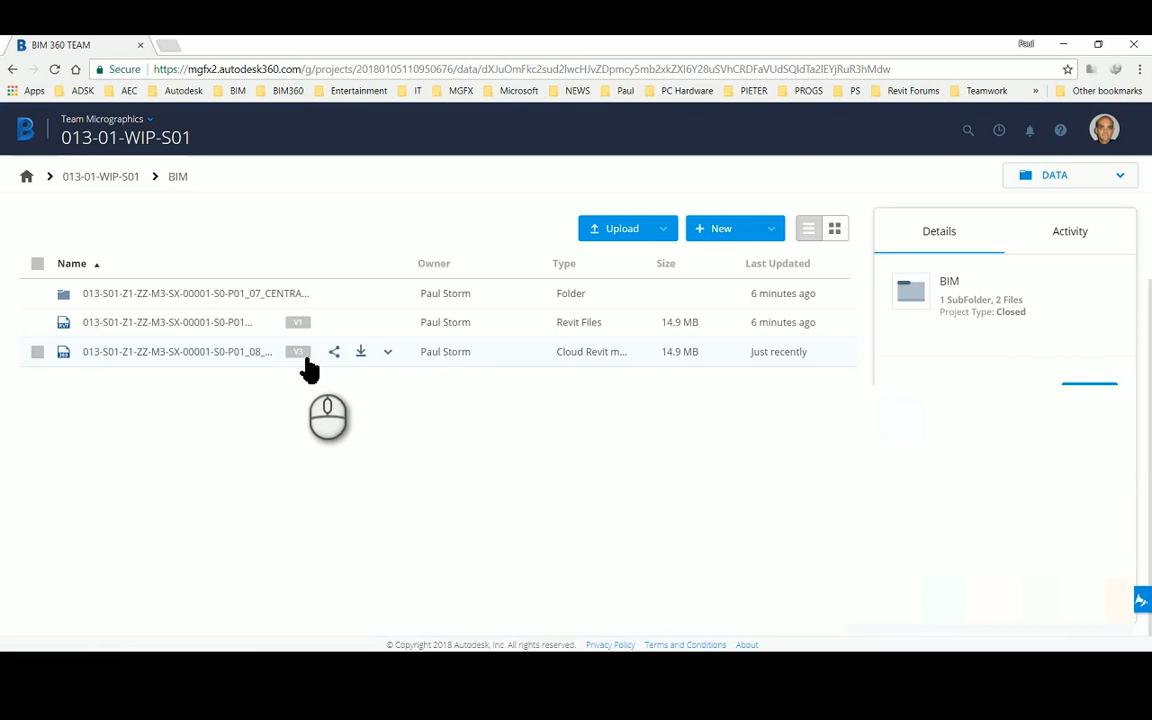 BIM 360 TEAM
Paul
Secure https://mgfx2.autodesk360.com/g/projects/20180105110950676/data/dXJuOmFkc2sud2lwcHJvZDpmcy5mb2xkZXI6Y28uSVhCRDFaVUdSQldTa2lEYjRuR3hMdw
Apps ADSK AEC Autodesk BIM BIM360 Entertainment IT MGFX Microsoft NEWS Paul PC Hardware PIETER PROGS PS Revit Forums Teamwork » Other bookmarks
Team Micrographics
013-01-WIP-S01
013-01-WIP-S01 BIM
DATA
Upload
New
Details Activity
Name Owner Type Size Last Updated
BIM
1 SubFolder, 2 Files
Project Type: Closed
013-S01-Z1-ZZ-M3-SX-00001-S0-P01_07_CENTRA... Paul Storm Folder 6 minutes ago
013-S01-Z1-ZZ-M3-SX-00001-S0-P01... V1 Paul Storm Revit Files 14.9 MB 6 minutes ago
013-S01-Z1-ZZ-M3-SX-00001-S0-P01_08_... V3 Paul Storm Cloud Revit m... 14.9 MB Just recently
© Copyright 2018 Autodesk, Inc. All rights reserved. Privacy Policy Terms and Conditions About